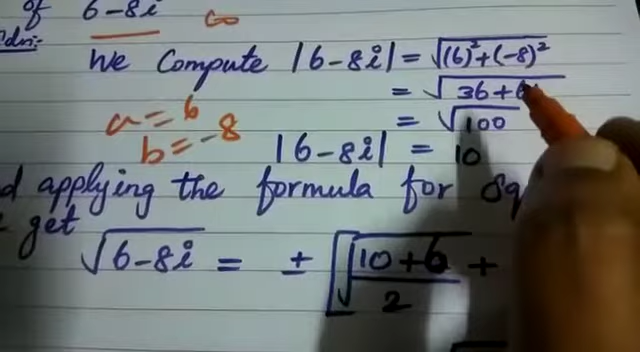 of 6-8i
Soln:-
We Compute |6-8i| = √(6)²+(-8)²
= √36+
a=6
= √100
b=-8
|6-8i| = 10
applying the formula for
get
√6-8i = ± [√10+6/2 +